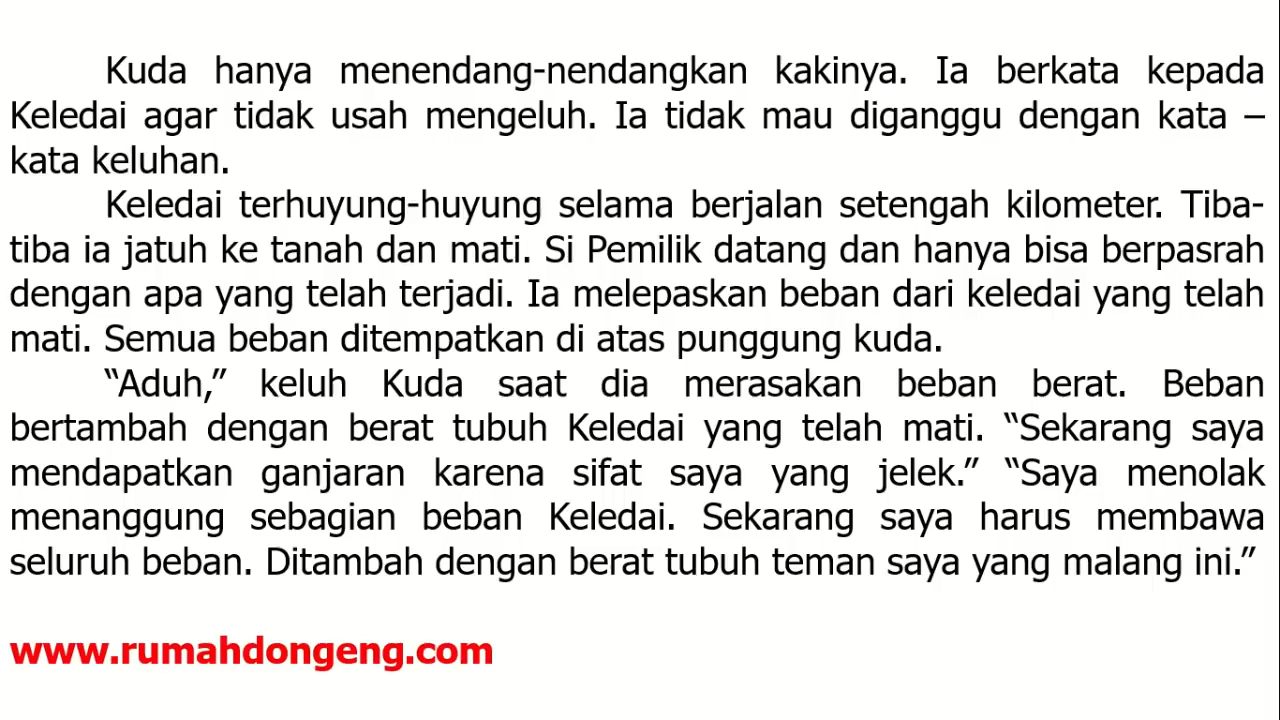 Kuda hanya menendang-nendangkan kakinya. Ia berkata kepada
Keledai agar tidak usah mengeluh. Ia tidak mau diganggu dengan kata –
kata keluhan.
Keledai terhuyung-huyung selama berjalan setengah kilometer. Tiba-
tiba ia jatuh ke tanah dan mati. Si Pemilik datang dan hanya bisa berpasrah
dengan apa yang telah terjadi. Ia melepaskan beban dari keledai yang telah
mati. Semua beban ditempatkan di atas punggung kuda.
“Aduh,” keluh Kuda saat dia merasakan beban berat. Beban
bertambah dengan berat tubuh Keledai yang telah mati. “Sekarang saya
mendapatkan ganjaran karena sifat saya yang jelek.” “Saya menolak
menanggung sebagian beban Keledai. Sekarang saya harus membawa
seluruh beban. Ditambah dengan berat tubuh teman saya yang malang ini.”
www.rumahdongeng.com